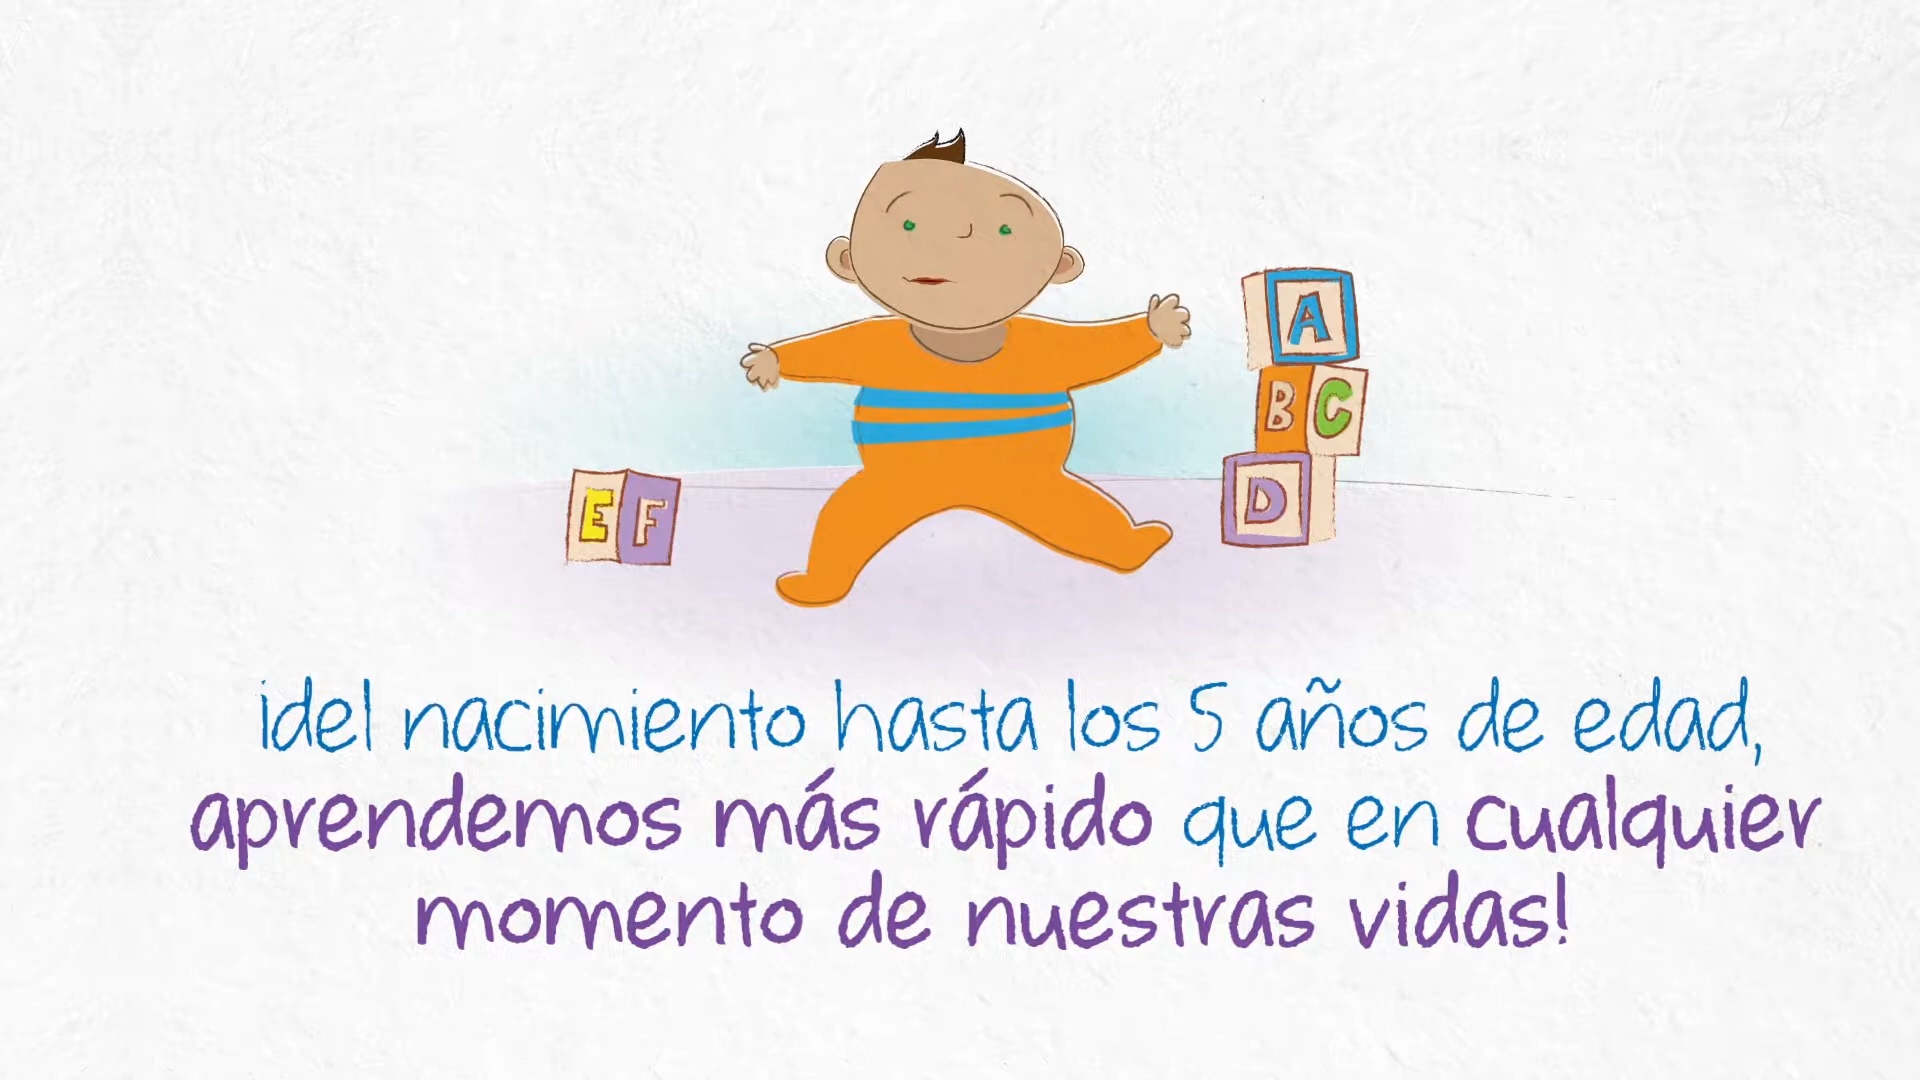 A
B C
D
E F
¡del nacimiento hasta los 5 años de edad,
aprendemos más rápido que en cualquier
momento de nuestras vidas!